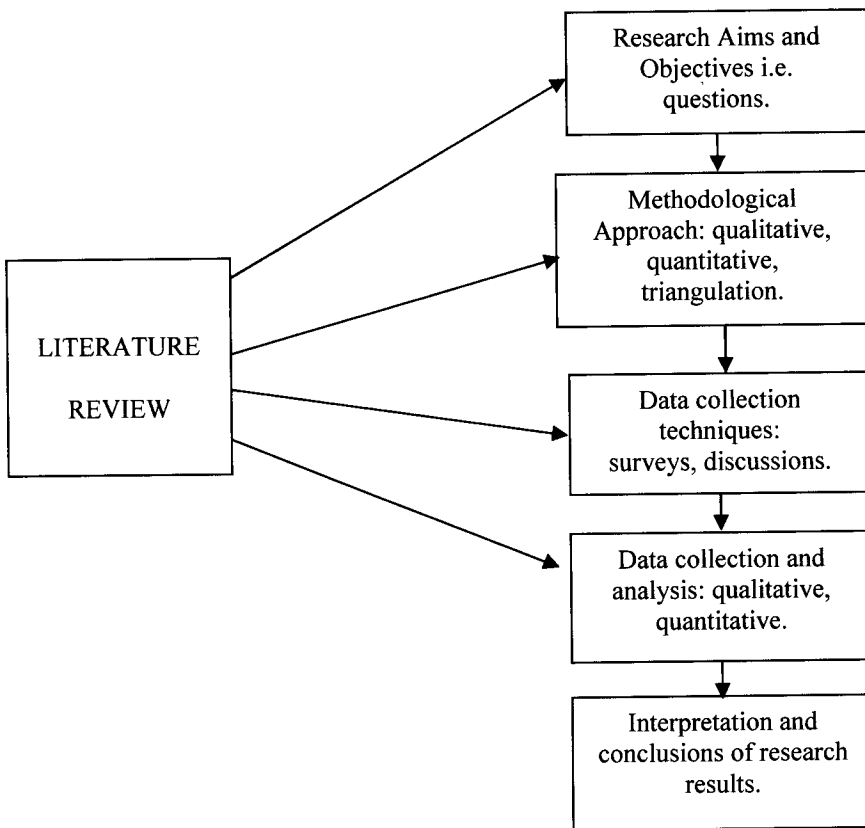 Research Aims and
Objectives i.e.
questions.
Methodological
Approach: qualitative,
quantitative,
triangulation.
LITERATURE
REVIEW
Data collection
techniques:
surveys, discussions.
Data collection and
analysis: qualitative,
quantitative.
Interpretation and
conclusions of research
results.